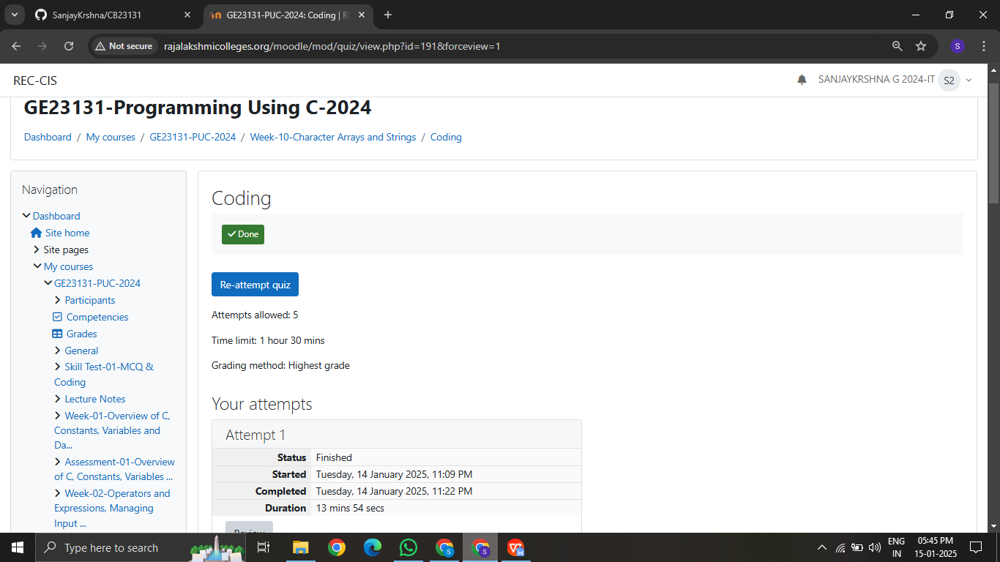 SanjayKrshna/CB23131
GE23131-PUC-2024: Coding | R
Not secure
rajalakshmicolleges.org/moodle/mod/quiz/view.php?id=191&forceview=1
S
REC-CIS
SANJAYKRSHNA G 2024-IT
S2
GE23131-Programming Using C-2024
Dashboard / My courses / GE23131-PUC-2024 / Week-10-Character Arrays and Strings / Coding
Navigation
Dashboard
Site home
Site pages
My courses
GE23131-PUC-2024
Participants
Competencies
Grades
General
Skill Test-01-MCQ &
Coding
Lecture Notes
Week-01-Overview of C,
Constants, Variables and
Da...
Assessment-01-Overview
of C, Constants, Variables ...
Week-02-Operators and
Expressions, Managing
Input ...
Coding
Done
Re-attempt quiz
Attempts allowed: 5
Time limit: 1 hour 30 mins
Grading method: Highest grade
Your attempts
Attempt 1
Status Finished
Started Tuesday, 14 January 2025, 11:09 PM
Completed Tuesday, 14 January 2025, 11:22 PM
Duration 13 mins 54 secs
Review
Type here to search
ENG
IN
05:45 PM
15-01-2025